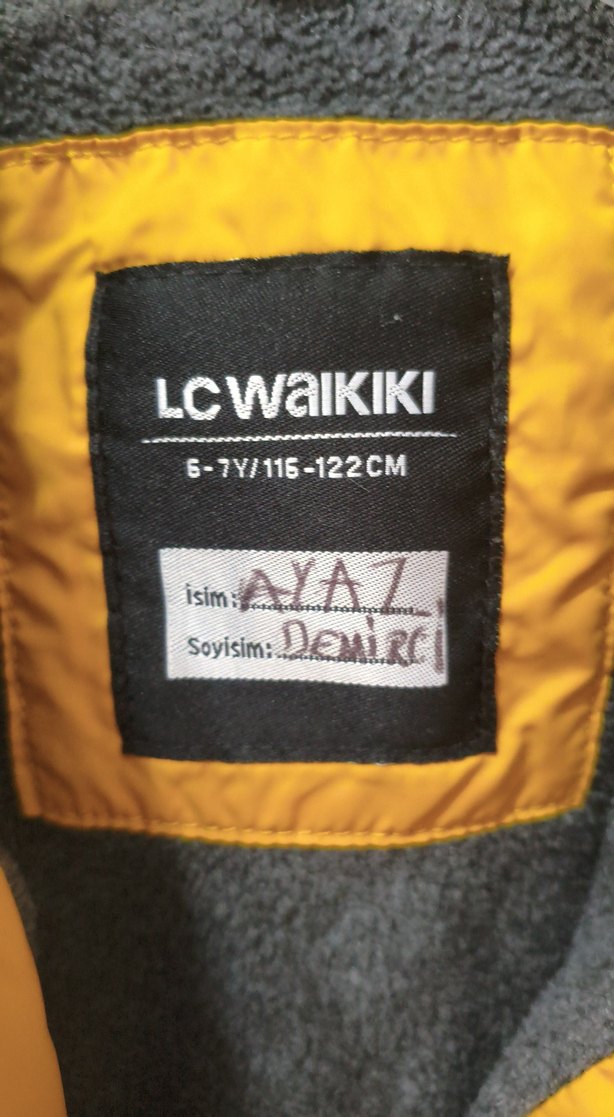 LC WAIKIKI
6-7Y/116-122CM
isim: AYAZ
Soyisim: DEMİRCİ